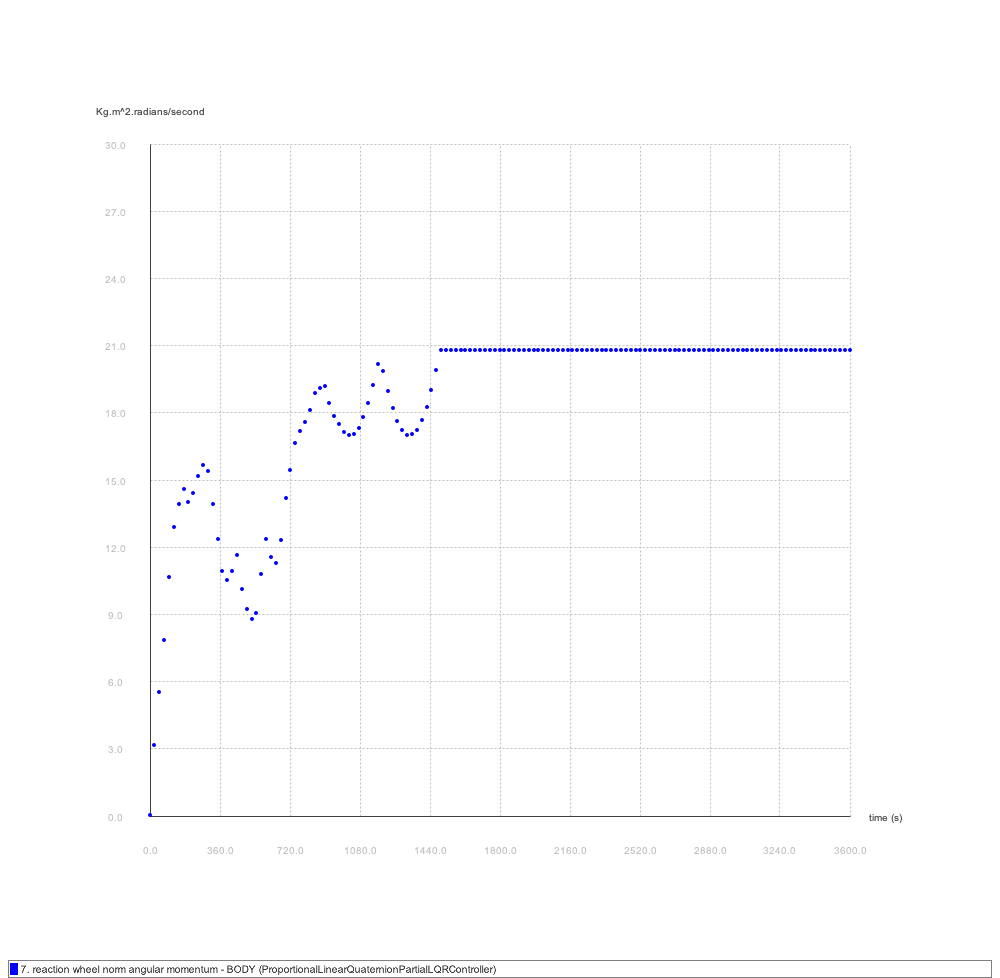 Kg.m^2.radians/second
30.0
27.0
24.0
21.0
18.0
15.0
12.0
9.0
6.0
3.0
0.0
time (s)
0.0 360.0 720.0 1080.0 1440.0 1800.0 2160.0 2520.0 2880.0 3240.0 3600.0
7. reaction wheel norm angular momentum - BODY (ProportionalLinearQuaternionPartialLQRController)